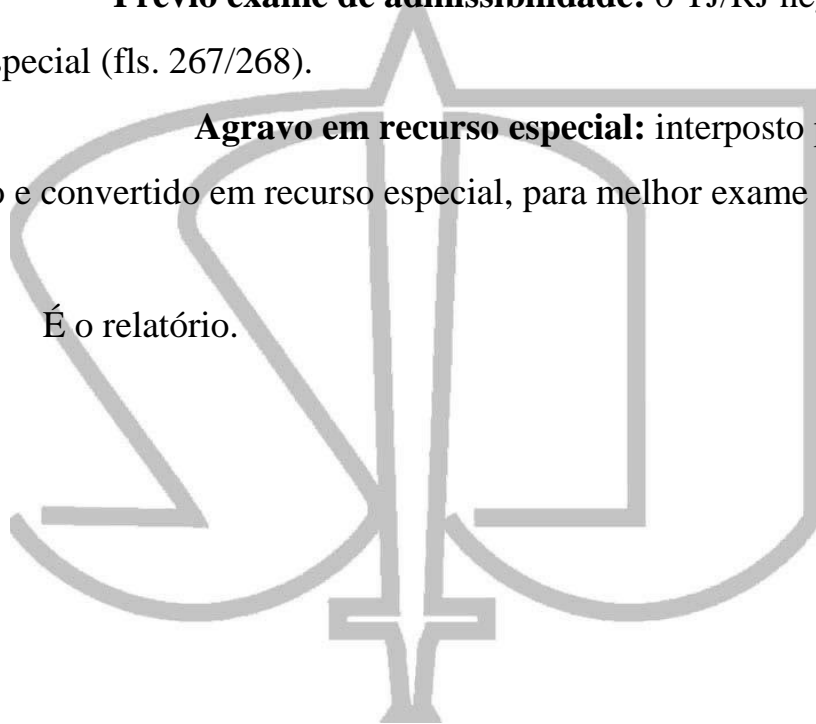 Prévio exame de admissibilidade: o TJ/RJ neg
special (fls. 267/268).
Agravo em recurso especial: interposto p
o e convertido em recurso especial, para melhor exame
É o relatório.